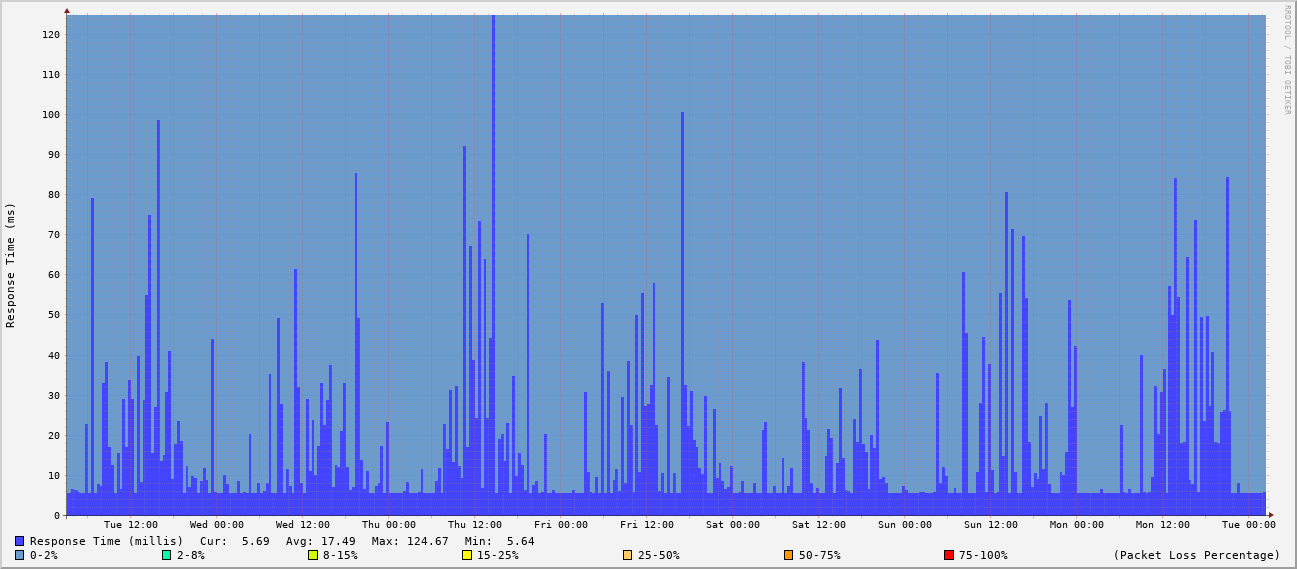 RRDTOOL / TOBI OETIKER
Response Time (ms)
120
110
100
90
80
70
60
50
40
30
20
10
0
Tue 12:00 Wed 00:00 Wed 12:00 Thu 00:00 Thu 12:00 Fri 00:00 Fri 12:00 Sat 00:00 Sat 12:00 Sun 00:00 Sun 12:00 Mon 00:00 Mon 12:00 Tue 00:00
Response Time (millis) Cur: 5.69 Avg: 17.49 Max: 124.67 Min: 5.64
0-2% 2-8% 8-15% 15-25% 25-50% 50-75% 75-100% (Packet Loss Percentage)